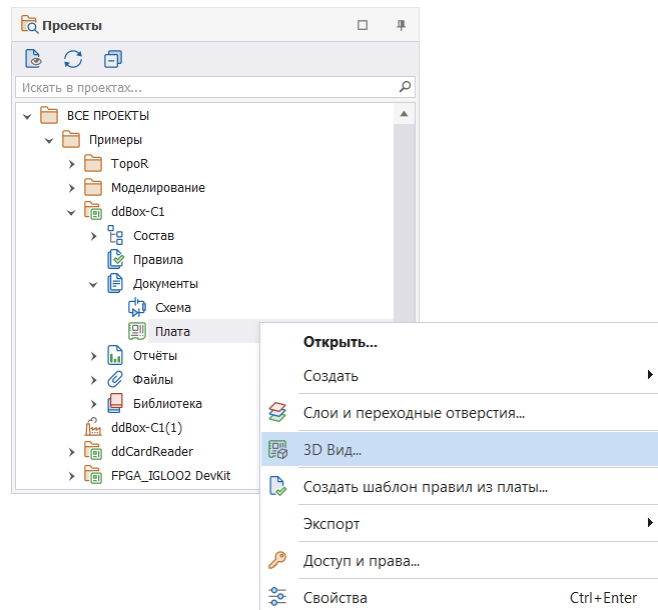 Проекты
Искать в проектах...
ВСЕ ПРОЕКТЫ
Примеры
TopoR
Моделирование
ddBox-C1
Состав
Правила
Документы
Схема
Плата
Отчёты
Файлы
Библиотека
ddBox-C1(1)
ddCardReader
FPGA_IGLOO2 DevKit
Открыть...
Создать
Слои и переходные отверстия...
3D Вид...
Создать шаблон правил из платы...
Экспорт
Доступ и права...
Свойства Ctrl+Enter